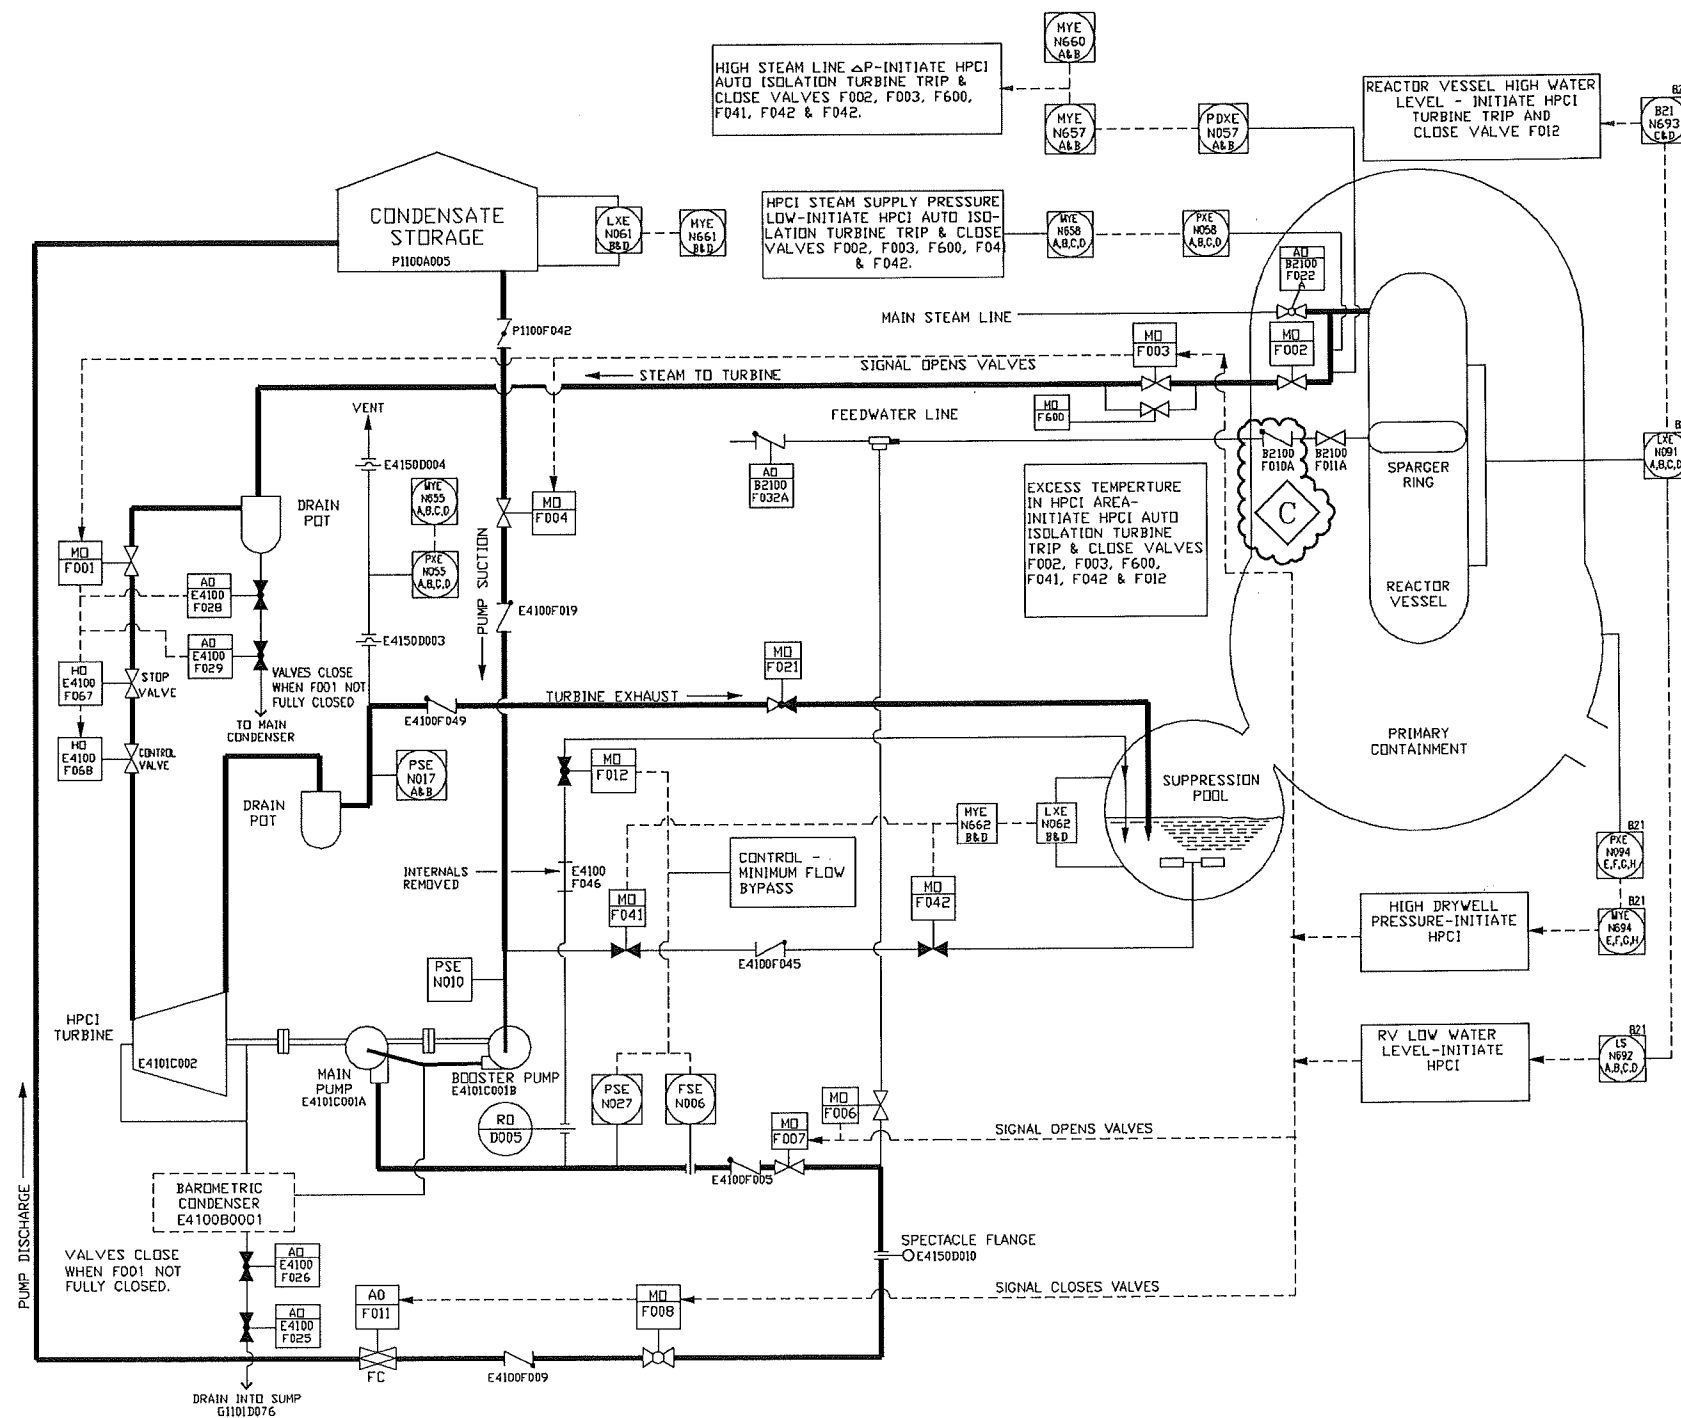 MYE
N660
A&B
HIGH STEAM LINE △P-INITIATE HPCI
AUTO ISOLATION TURBINE TRIP &
CLOSE VALVES F002, F003, F600,
F041, F042 & F042.
MYE
N657
A&B
PDXE
N057
A&B
REACTOR VESSEL HIGH WATER
LEVEL - INITIATE HPCI
TURBINE TRIP AND
CLOSE VALVE F012
B21
N693
C&D
CONDENSATE
STORAGE
P1100A005
LXE
N061
B&D
MYE
N661
B&D
HPCI STEAM SUPPLY PRESSURE
LOW-INITIATE HPCI AUTO ISO-
LATION TURBINE TRIP & CLOSE
VALVES F002, F003, F600, F04
& F042.
MYE
N658
A,B,C,D
PXE
N058
A,B,C,D
AO
B2100
F022
A
MAIN STEAM LINE
P1100F042
MO
F003
MO
F002
SIGNAL OPENS VALVES
STEAM TO TURBINE
MO
F600
VENT
FEEDWATER LINE
E4150D004
AO
B2100
F032A
B2100
F010A
B2100
F011A
SPARGER
RING
LXE
N091
A,B,C,D
MYE
N655
A,B,C,D
DRAIN
POT
MO
F004
EXCESS TEMPERTURE
IN HPCI AREA-
INITIATE HPCI AUTO
ISOLATION TURBINE
TRIP & CLOSE VALVES
F002, F003, F600,
F041, F042 & F012
C
MO
F001
PXE
N055
A,B,C,D
PUMP SUCTION
REACTOR
VESSEL
AO
E4100
F028
E4100F019
AO
E4100
F029
E4150D003
HO
E4100
F067
STOP
VALVE
VALVES CLOSE
WHEN F001 NOT
FULLY CLOSED
MO
F021
TURBINE EXHAUST
E4100F049
TO MAIN
CONDENSER
HO
E4100
F068
CONTROL
VALVE
PRIMARY
CONTAINMENT
PSE
N017
A&B
MO
F012
SUPPRESSION
POOL
DRAIN
POT
MYE
N662
B&D
LXE
N062
B&D
B21
PXE
N094
E,F,G,H
INTERNALS
REMOVED
E4100
F046
CONTROL -
MINIMUM FLOW
BYPASS
MO
F041
MO
F042
HIGH DRYWELL
PRESSURE-INITIATE
HPCI
B21
MYE
N694
E,F,G,H
E4100F045
PSE
N010
HPCI
TURBINE
E4101C002
MAIN
PUMP
E4101C001A
BOOSTER PUMP
E4101C001B
RV LOW WATER
LEVEL-INITIATE
HPCI
B21
LS
N692
A,B,C,D
PSE
N027
FSE
N006
RO
D005
MO
F006
MO
F007
SIGNAL OPENS VALVES
E4100F005
BAROMETRIC
CONDENSER
E4100B0001
PUMP DISCHARGE
SPECTACLE FLANGE
E4150D010
VALVES CLOSE
WHEN F001 NOT
FULLY CLOSED.
AO
E4100
F026
AO
F011
MO
F008
SIGNAL CLOSES VALVES
AO
E4100
F025
FC
E4100F009
DRAIN INTO SUMP
G1101D076